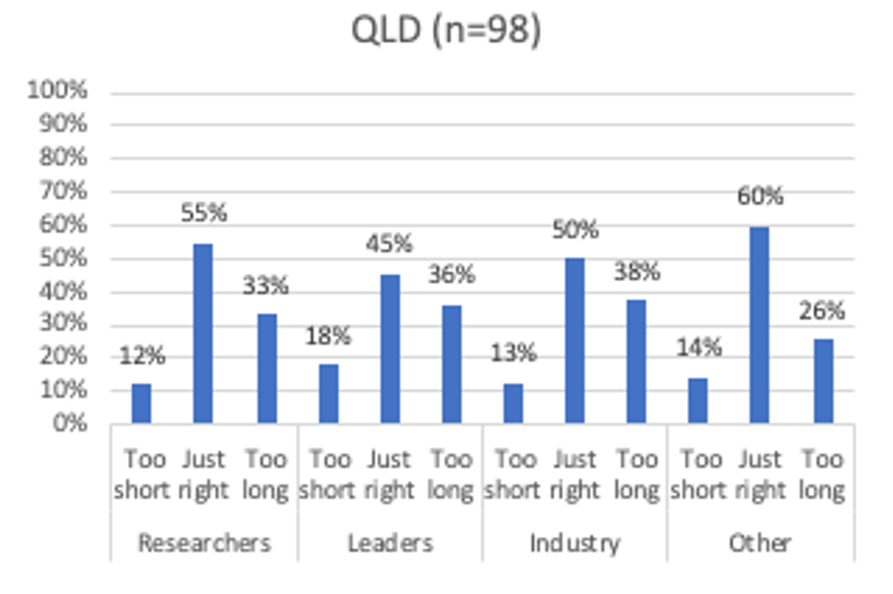 QLD (n=98)
100%
90%
80%
70%
60%
50%
40%
30%
20%
10%
0%
12%
55%
33%
18%
45%
36%
13%
50%
38%
14%
60%
26%
Too short
Just right
Too long
Too short
Just right
Too long
Too short
Just right
Too long
Too short
Just right
Too long
Researchers
Leaders
Industry
Other